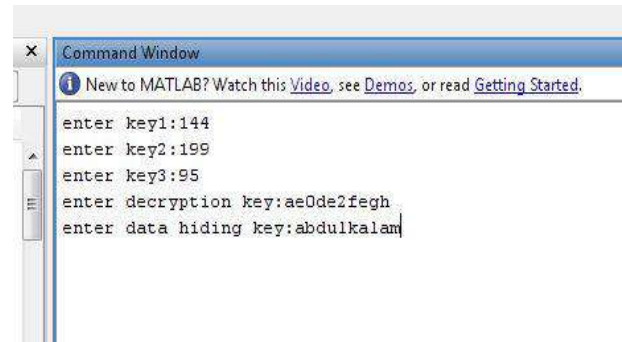 Command Window
New to MATLAB? Watch this Video, see Demos, or read Getting Started.
enter key1:144
enter key2:199
enter key3:95
enter decryption key:ae0de2fegh
enter data hiding key:abdulkalam